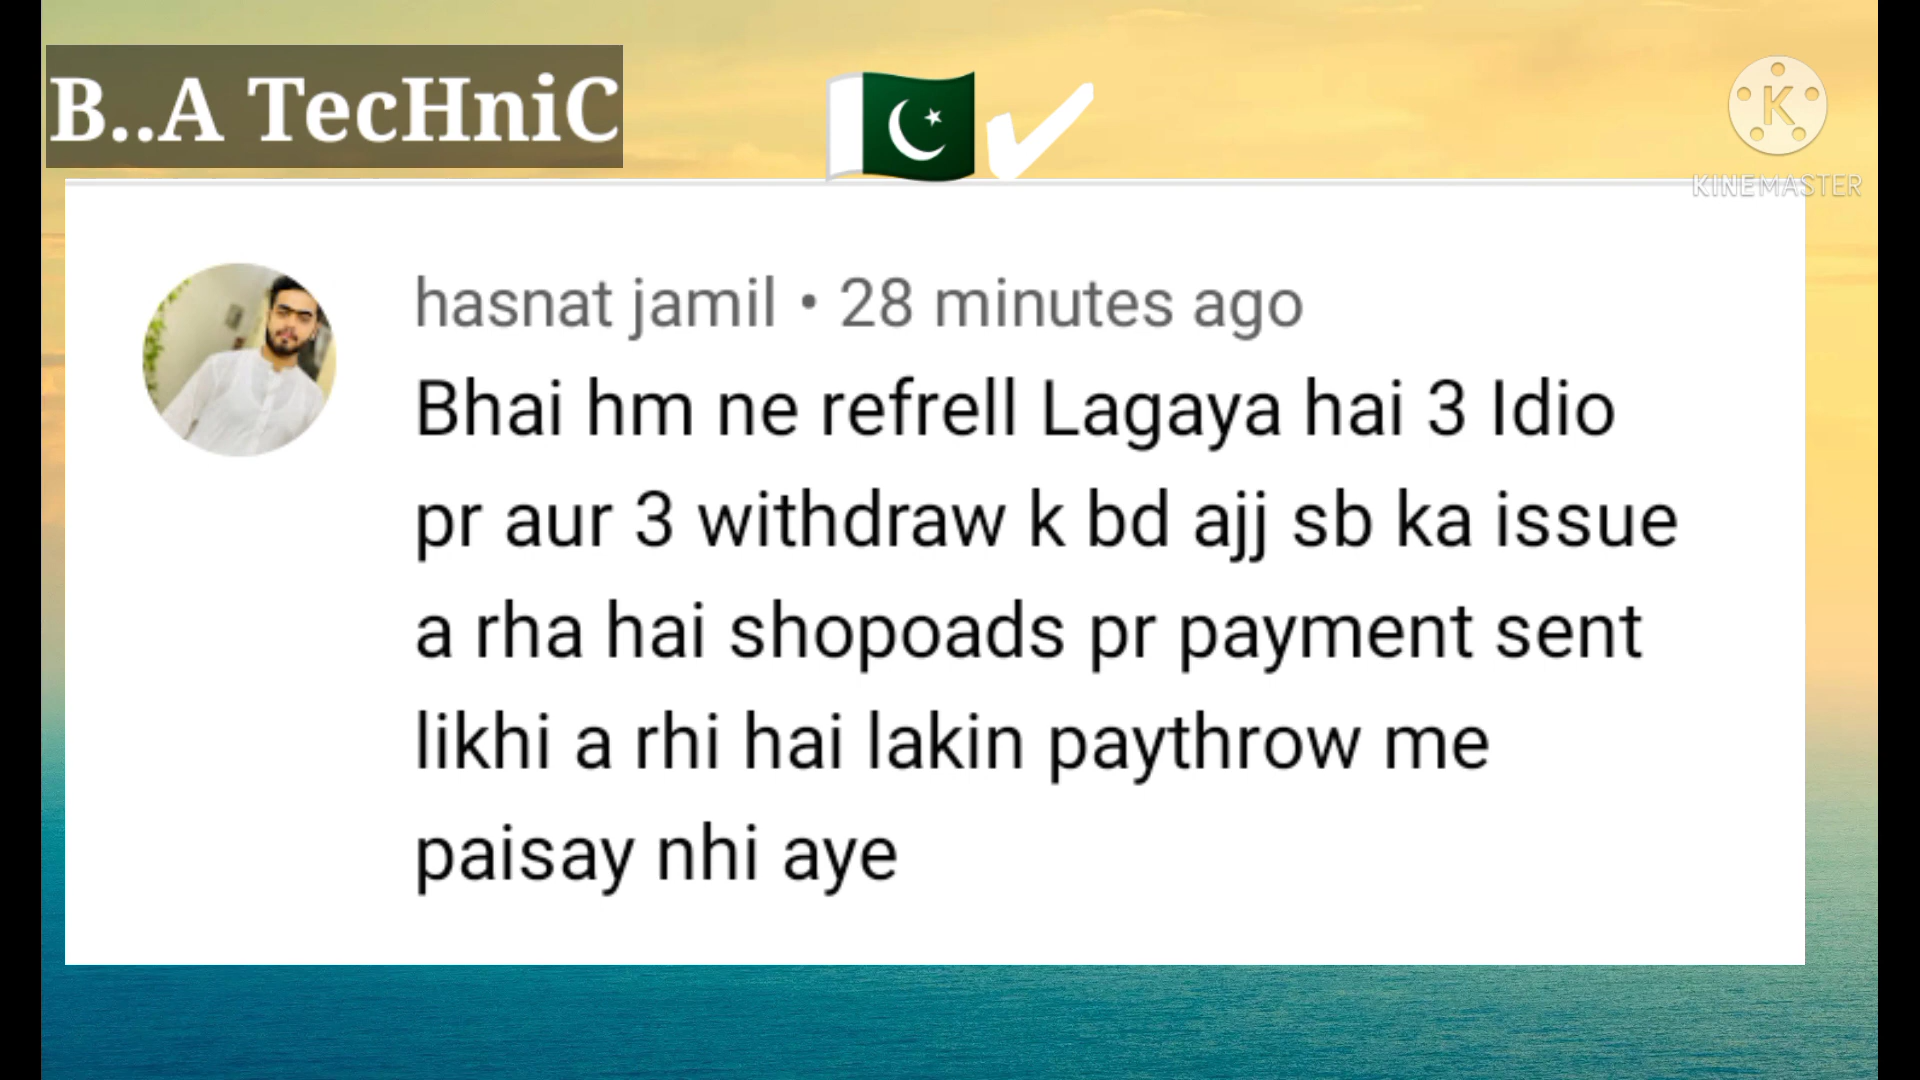 B..A TecHniC
KINEMASTER
hasnat jamil • 28 minutes ago
Bhai hm ne refrell Lagaya hai 3 Idio
pr aur 3 withdraw k bd ajj sb ka issue
a rha hai shopoads pr payment sent
likhi a rhi hai lakin paythrow me
paisay nhi aye